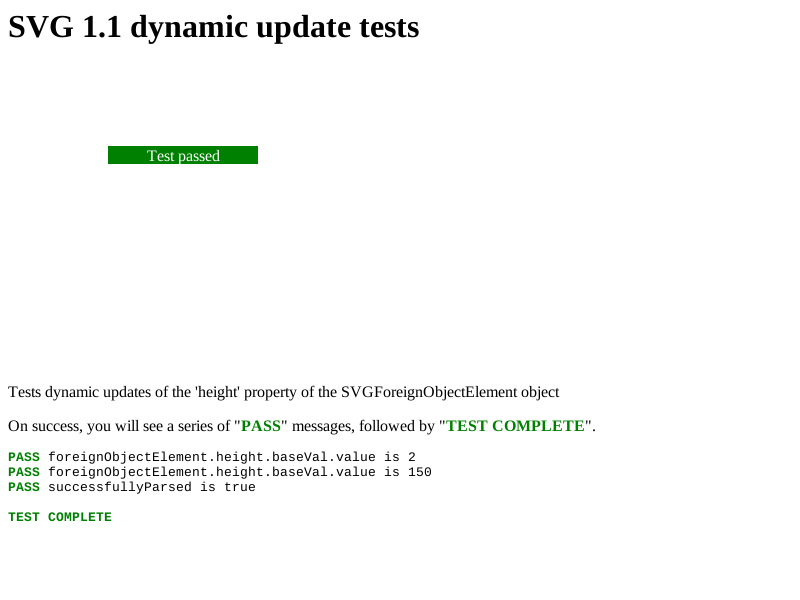 SVG 1.1 dynamic update tests
Test passed
Tests dynamic updates of the 'height' property of the SVGForeignObjectElement object
On success, you will see a series of "PASS" messages, followed by "TEST COMPLETE".
PASS foreignObjectElement.height.baseVal.value is 2
PASS foreignObjectElement.height.baseVal.value is 150
PASS successfullyParsed is true
TEST COMPLETE